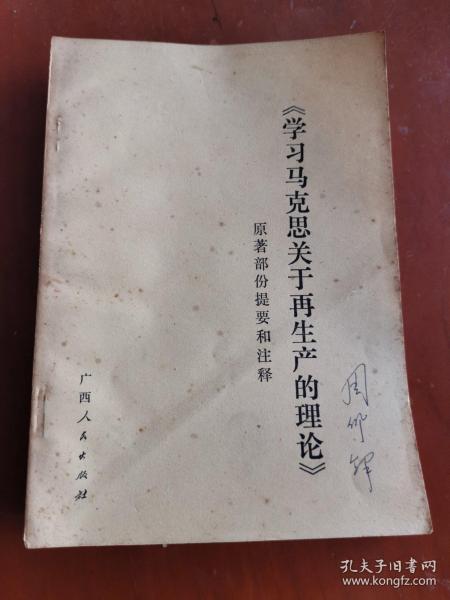 《学习马克思关于再生产的理论》
原著部份提要和注释
广西人民出版社
孔夫子旧书网
www.kongfz.com